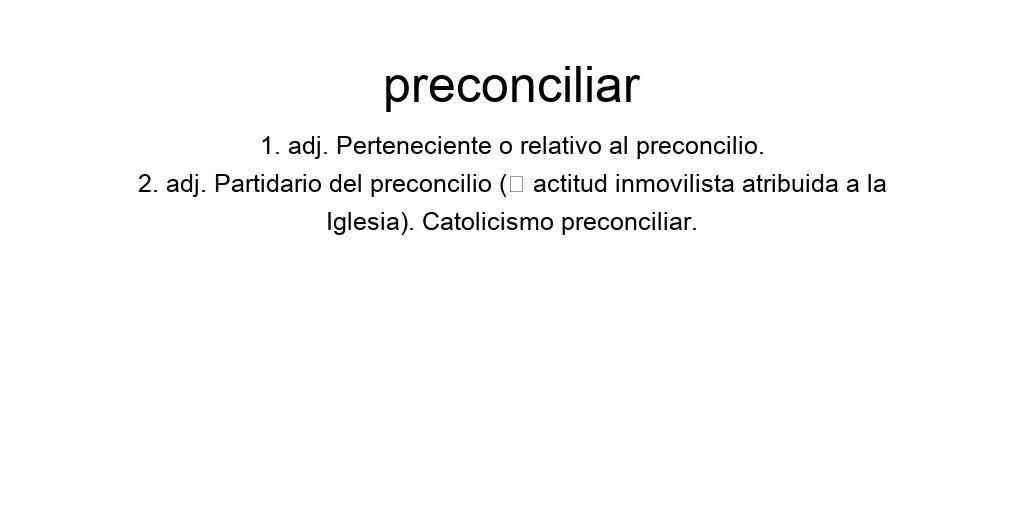 preconciliar
1. adj. Perteneciente o relativo al preconcilio.
2. adj. Partidario del preconcilio (▯ actitud inmovilista atribuida a la
Iglesia). Catolicismo preconciliar.